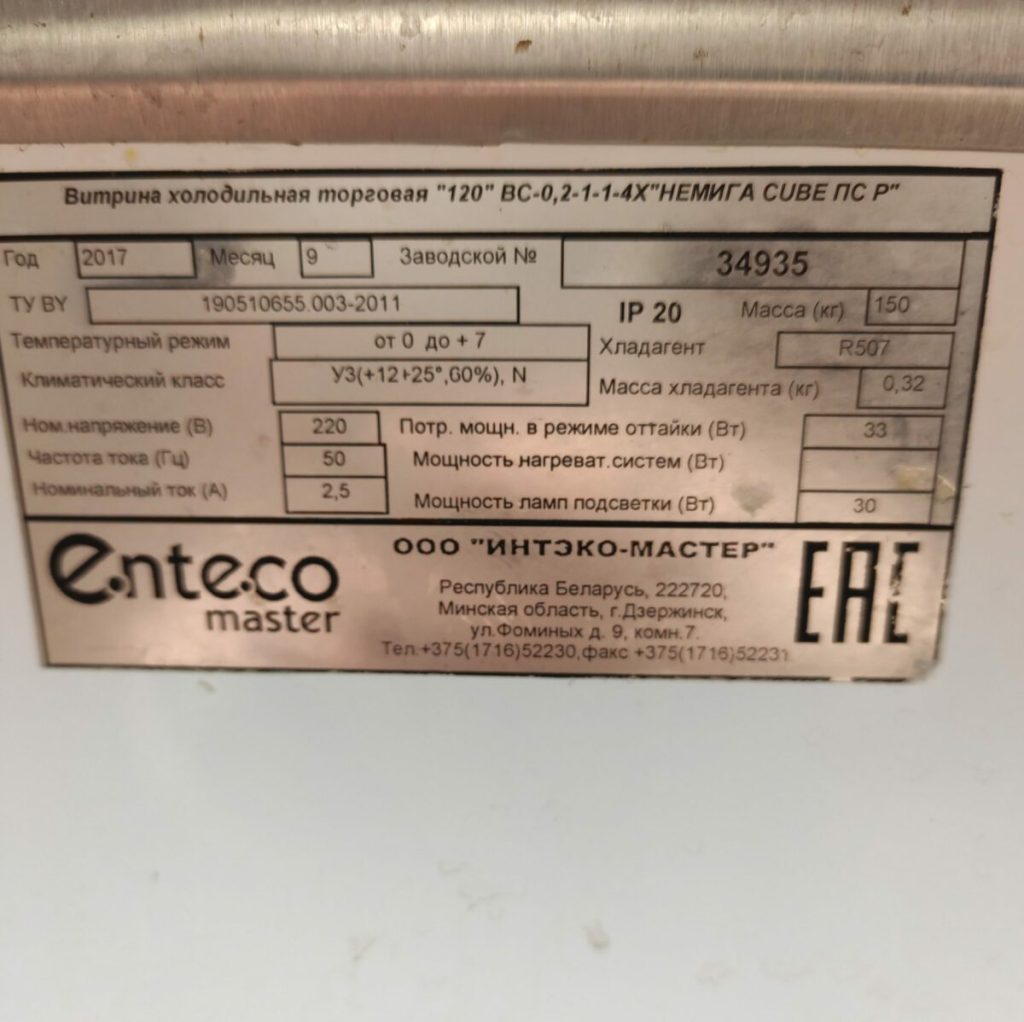 Витрина холодильная торговая "120" ВС-0,2-1-1-4Х"НЕМИГА CUBE ПС Р"
Год 2017 Месяц 9 Заводской № 34935
ТУ BY 190510655.003-2011 IP 20 Масса (кг) 150
Температурный режим от 0 до + 7 Хладагент R507
Климатический класс У3(+12+25°,60%), N Масса хладагента (кг) 0,32
Ном.напряжение (В) 220 Потр. мощн. в режиме оттайки (Вт) 33
Частота тока (Гц) 50 Мощность нагреват.систем (Вт)
Номинальный ток (А) 2,5 Мощность ламп подсветки (Вт) 30
enteco
master
ООО "ИНТЭКО-МАСТЕР"
Республика Беларусь, 222720,
Минская область, г.Дзержинск,
ул.Фоминых д. 9, комн.7.
Тел.+375(1716)52230,факс +375(1716)52231
EAC